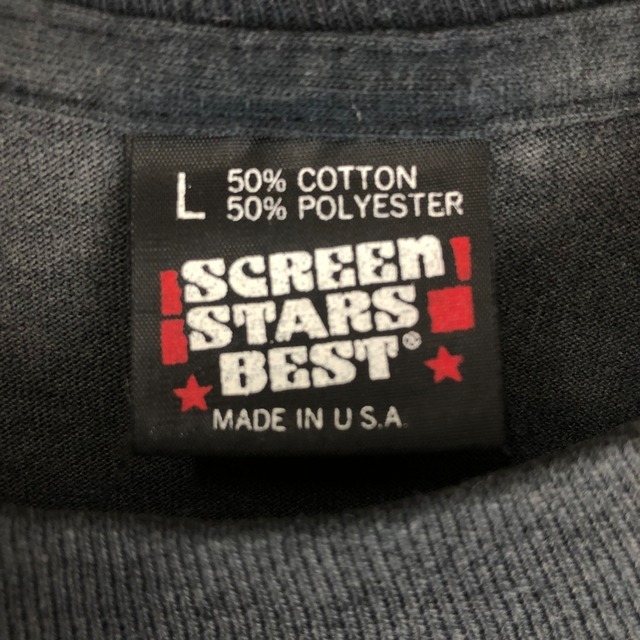 L 50% COTTON
50% POLYESTER
SCREEN
STARS
BEST®
MADE IN U.S.A.